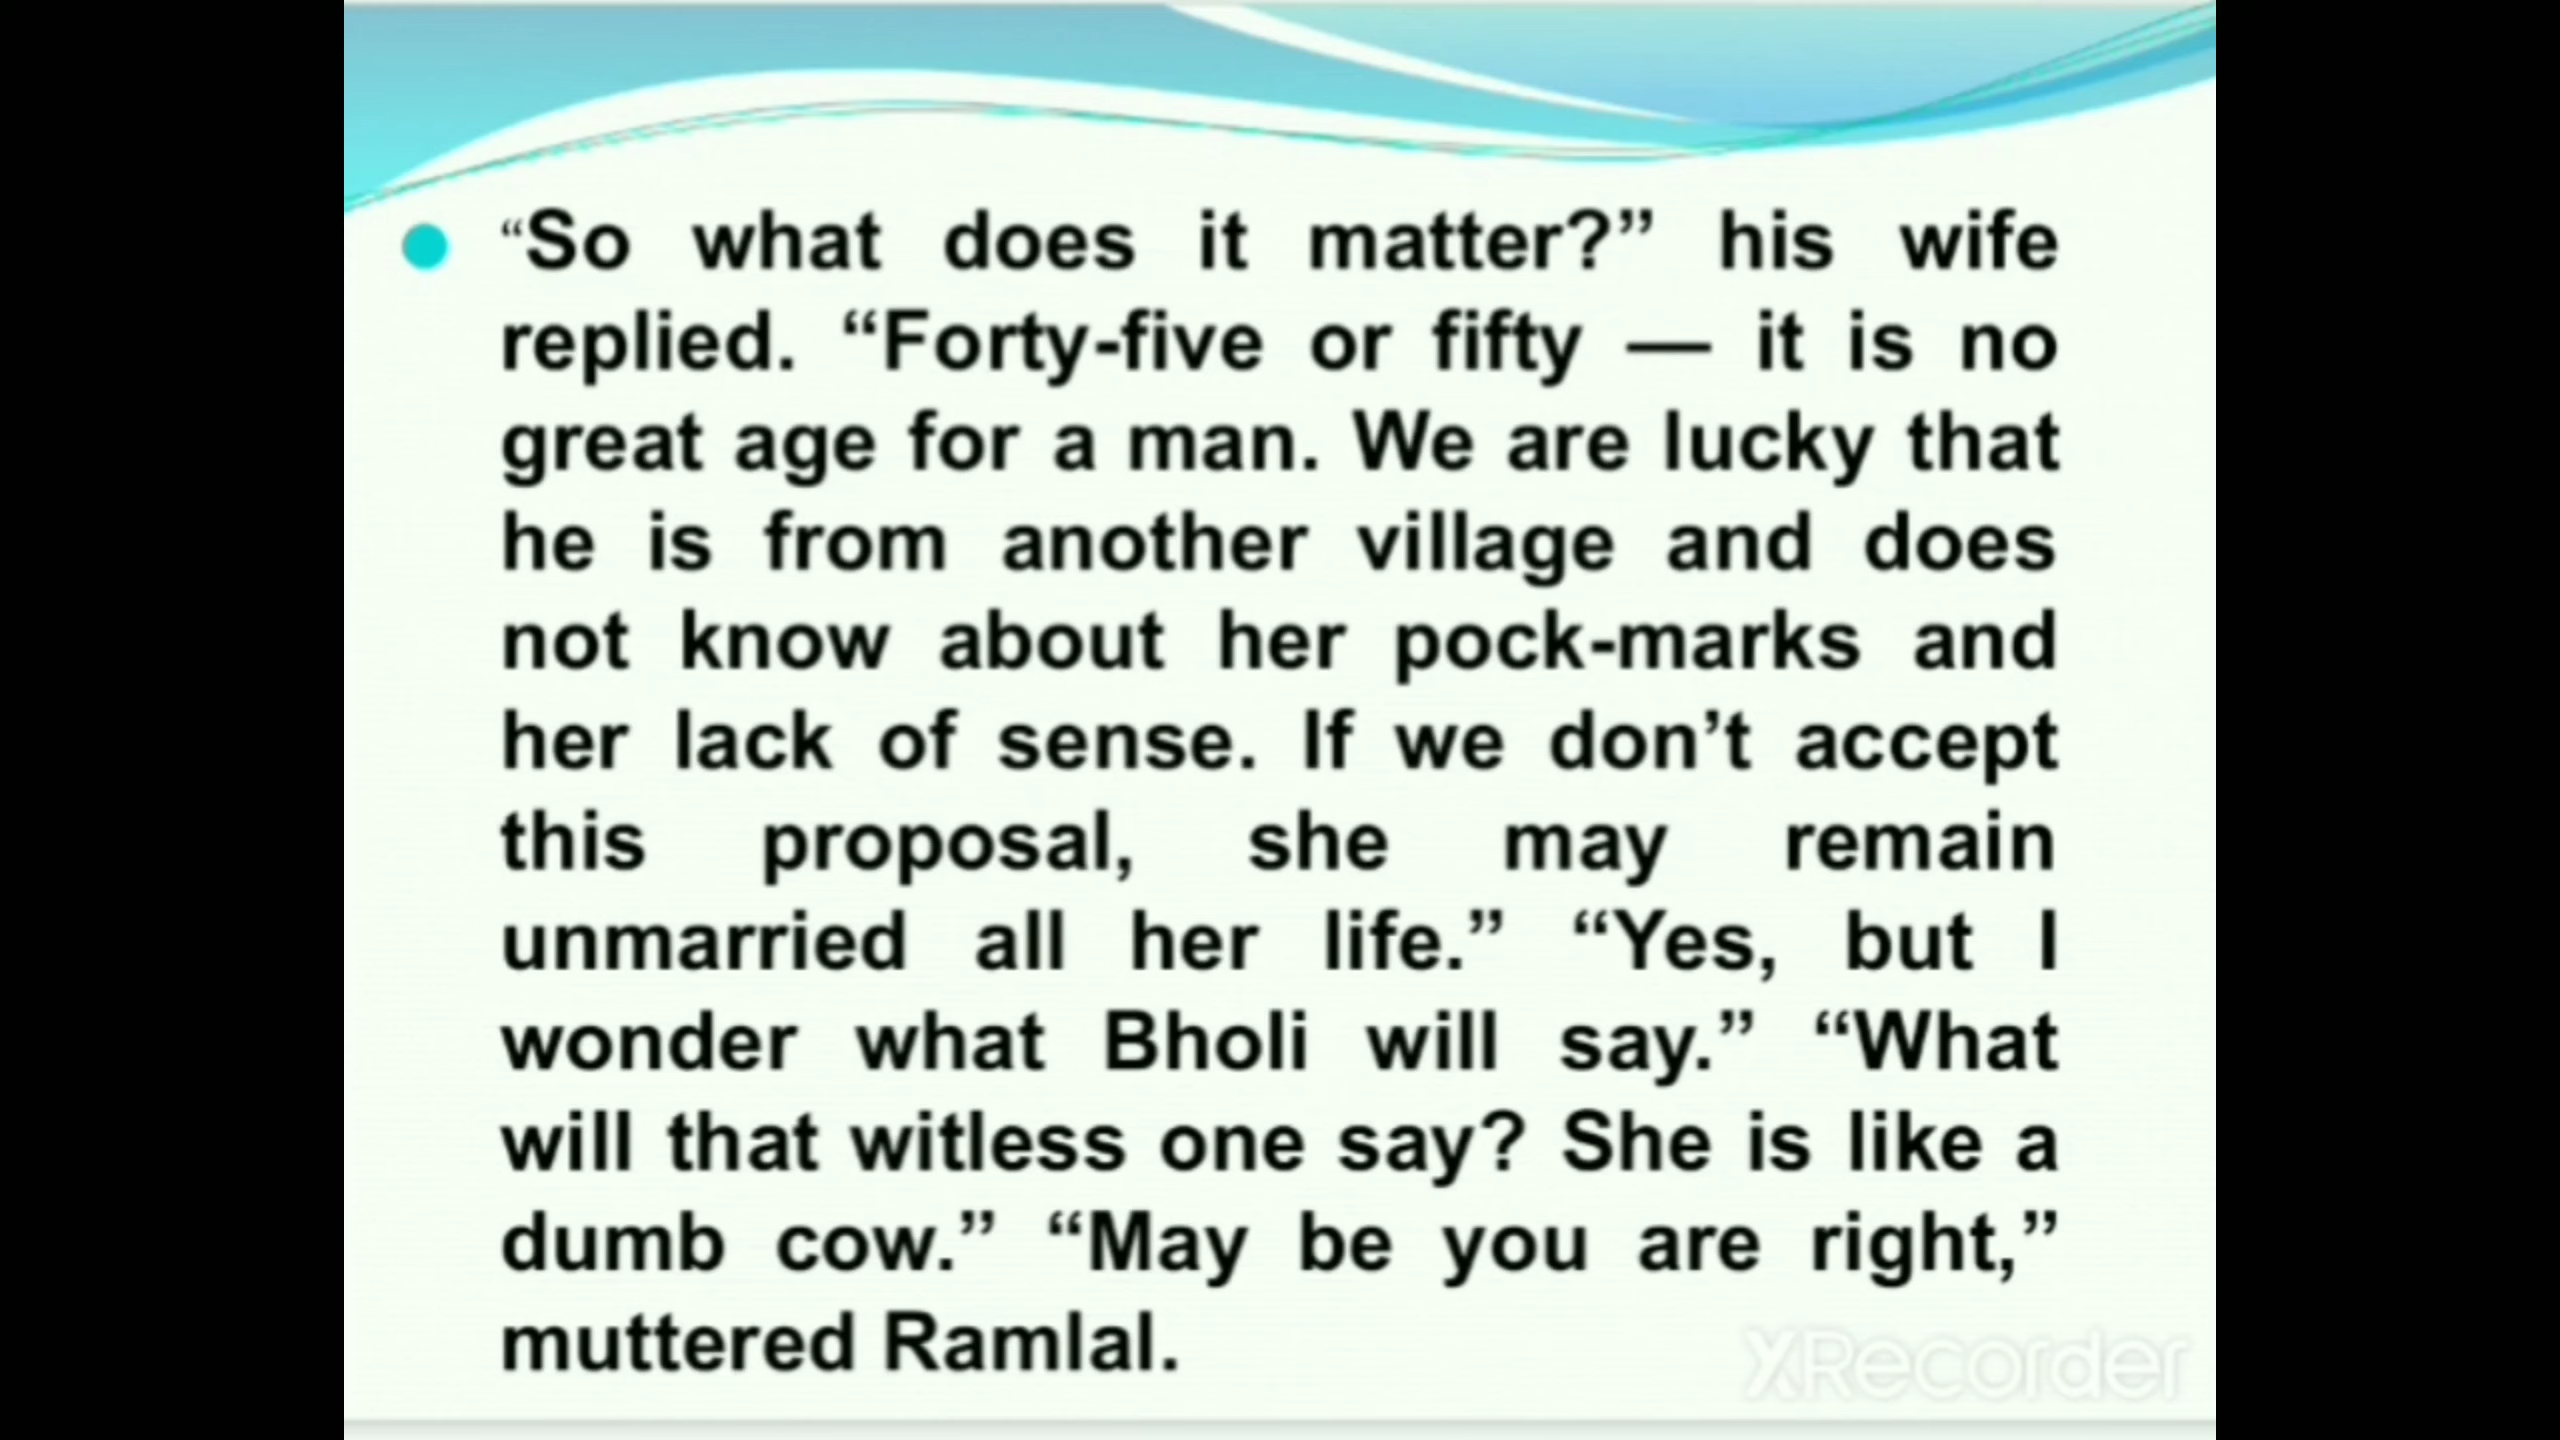 “So what does it matter?” his wife
replied. “Forty-five or fifty — it is no
great age for a man. We are lucky that
he is from another village and does
not know about her pock-marks and
her lack of sense. If we don’t accept
this proposal, she may remain
unmarried all her life.” “Yes, but I
wonder what Bholi will say.” “What
will that witless one say? She is like a
dumb cow.” “May be you are right,”
muttered Ramlal.
XRecorder